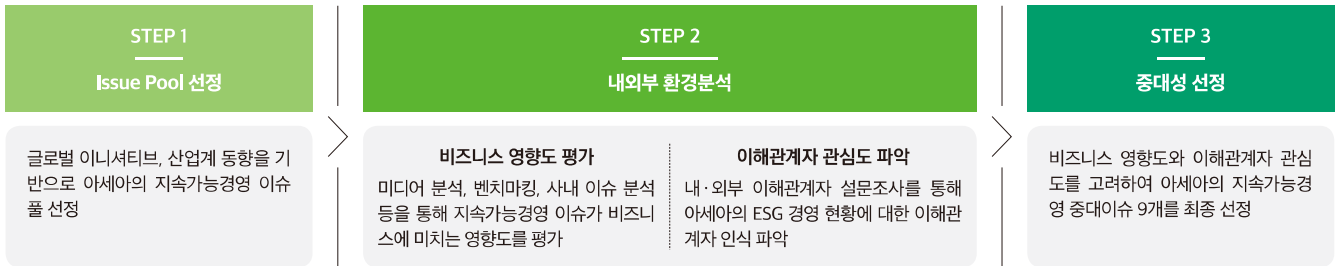 STEP 1
Issue Pool 선정
글로벌 이니셔티브, 산업계 동향을 기
반으로 아세아의 지속가능경영 이슈
풀 선정
STEP 2
내외부 환경분석
비즈니스 영향도 평가
미디어 분석, 벤치마킹, 사내 이슈 분석
등을 통해 지속가능경영 이슈가 비즈니
스에 미치는 영향도를 평가
이해관계자 관심도 파악
내·외부 이해관계자 설문조사를 통해
아세아의 ESG 경영 현황에 대한 이해관
계자 인식 파악
STEP 3
중대성 선정
비즈니스 영향도와 이해관계자 관심
도를 고려하여 아세아의 지속가능경
영 중대이슈 9개를 최종 선정